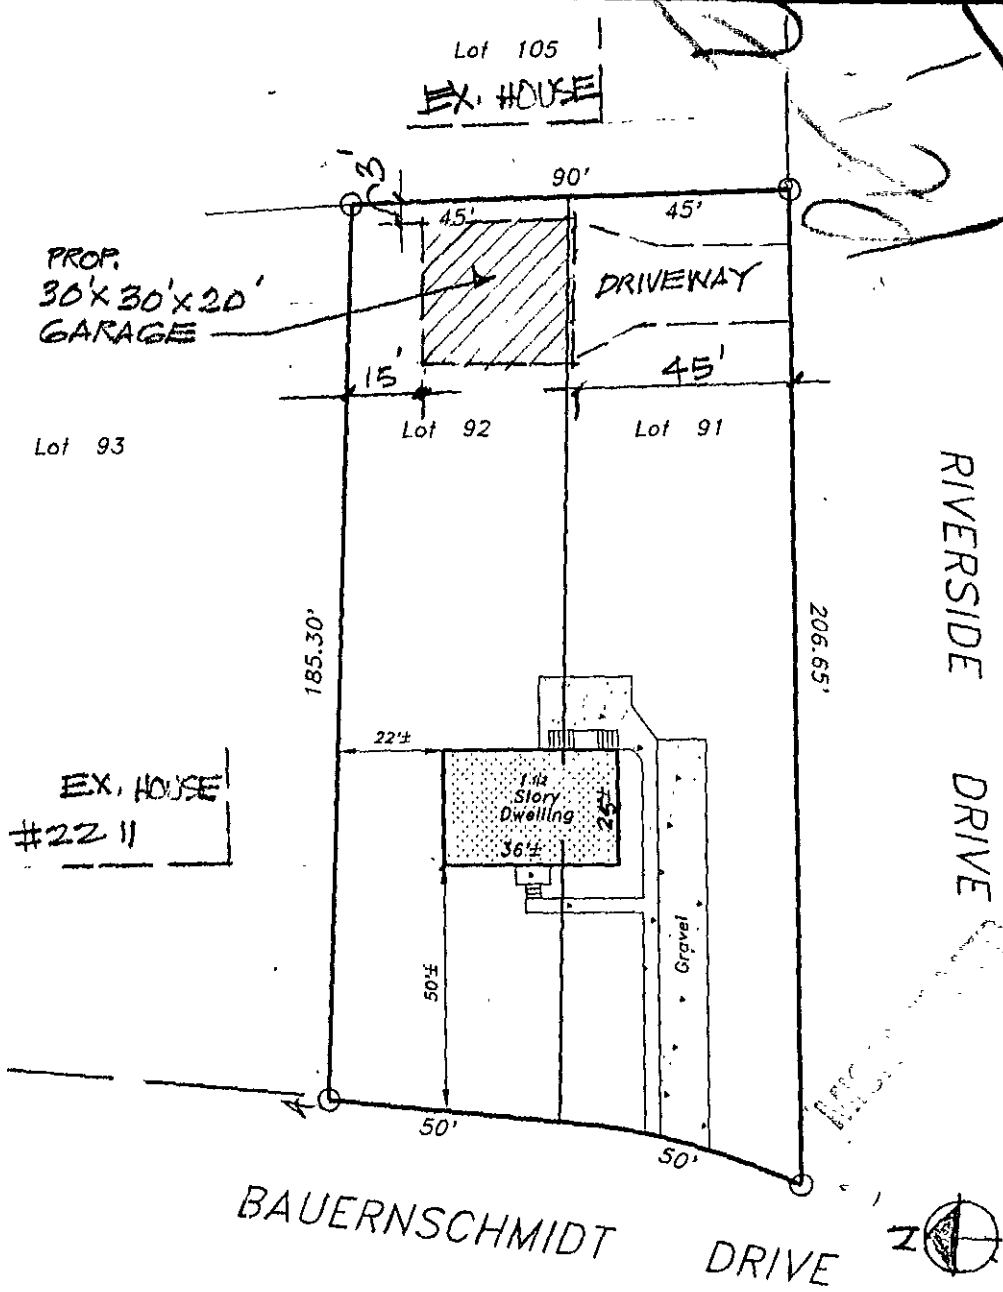 Lot 105
EX. HOUSE
3'
90'
45'
45'
PROP.
30'X30'X20'
GARAGE
DRIVEWAY
15'
45'
Lot 93
Lot 92
Lot 91
RIVERSIDE DRIVE
185.30'
206.65'
22'±
EX. HOUSE
#2211
1 1/2
Story
Dwelling
25'±
36'±
50'±
Gravel
50'
50'
BAUERNSCHMIDT DRIVE
N